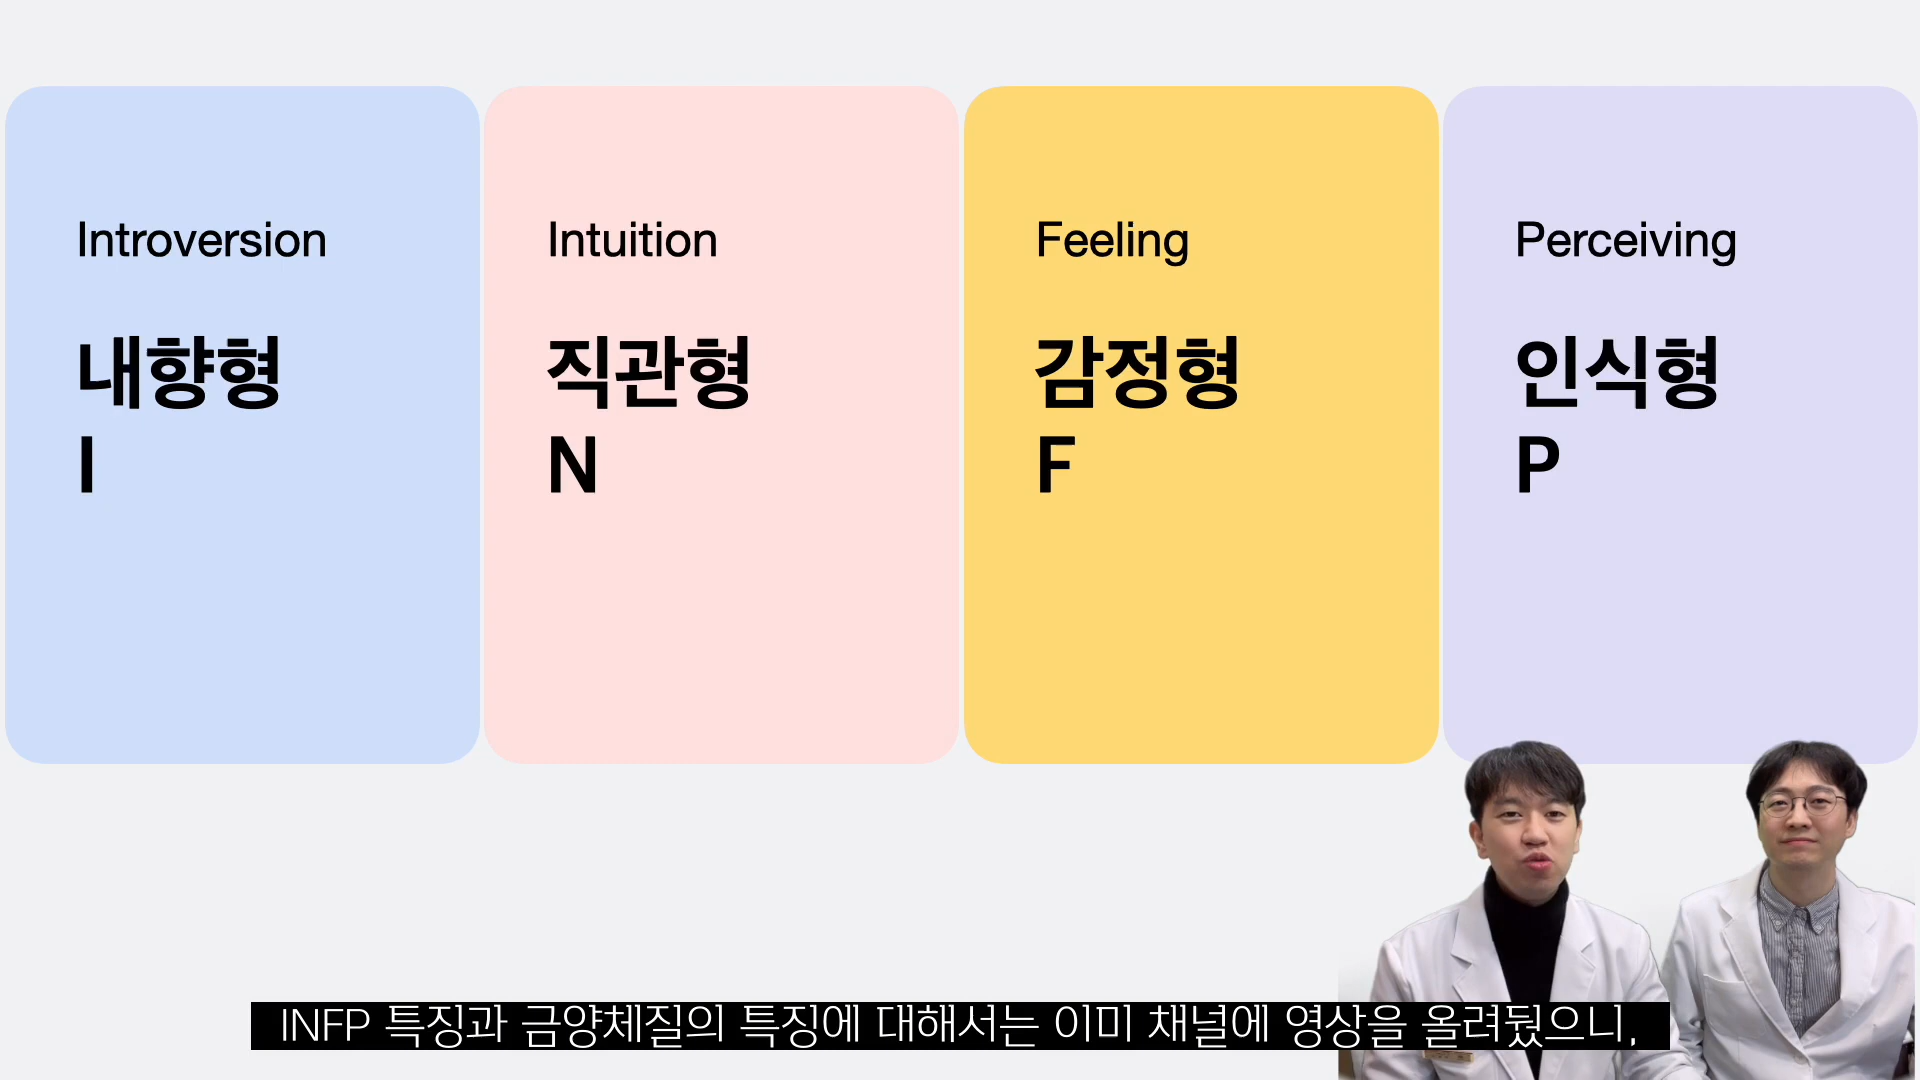 Introversion
내향형
I
Intuition
직관형
N
Feeling
감정형
F
Perceiving
인식형
P
INFP 특징과 금양체질의 특징에 대해서는 이미 채널에 영상을 올려뒀으니,